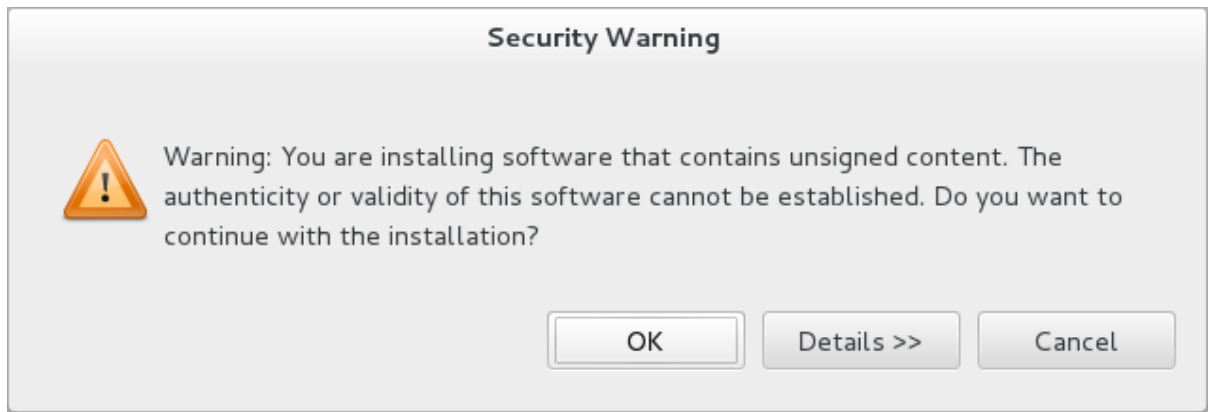 Security Warning
Warning: You are installing software that contains unsigned content. The
authenticity or validity of this software cannot be established. Do you want to
continue with the installation?
OK
Details >>
Cancel